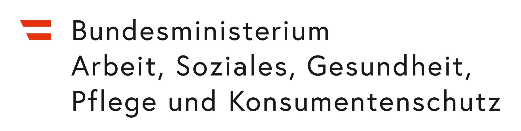 Bundesministerium
Arbeit, Soziales, Gesundheit,
Pflege und Konsumentenschutz